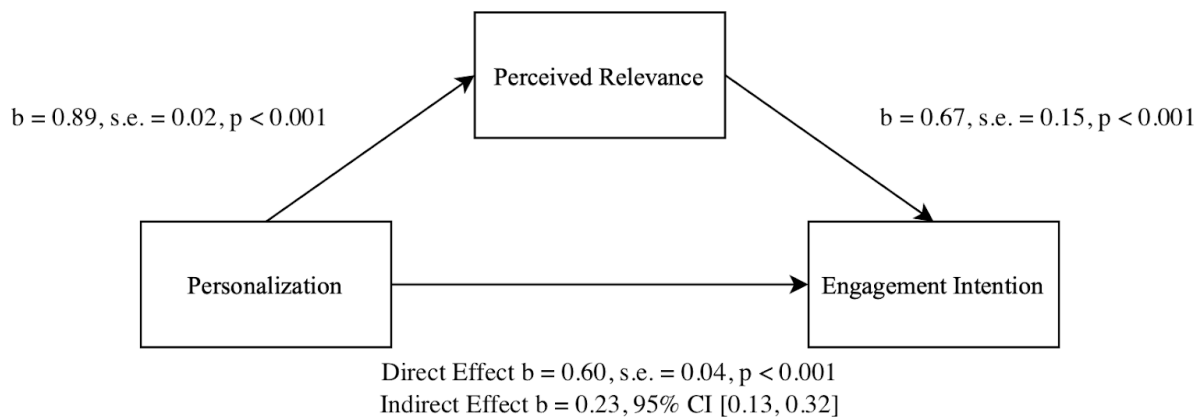 Perceived Relevance
b = 0.89, s.e. = 0.02, p < 0.001
b = 0.67, s.e. = 0.15, p < 0.001
Personalization
Engagement Intention
Direct Effect b = 0.60, s.e. = 0.04, p < 0.001
Indirect Effect b = 0.23, 95% CI [0.13, 0.32]